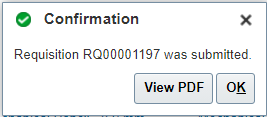 Confirmation
Requisition RQ00001197 was submitted.
View PDF
OK